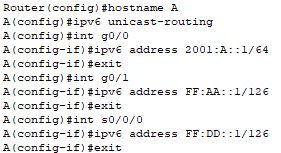 Router(config)#hostname A
A(config)#ipv6 unicast-routing
A(config)#int g0/0
A(config-if)#ipv6 address 2001:A::1/64
A(config-if)#exit
A(config)#int g0/1
A(config-if)#ipv6 address FF:AA::1/126
A(config-if)#exit
A(config)#int s0/0/0
A(config-if)#ipv6 address FF:DD::1/126
A(config-if)#exit